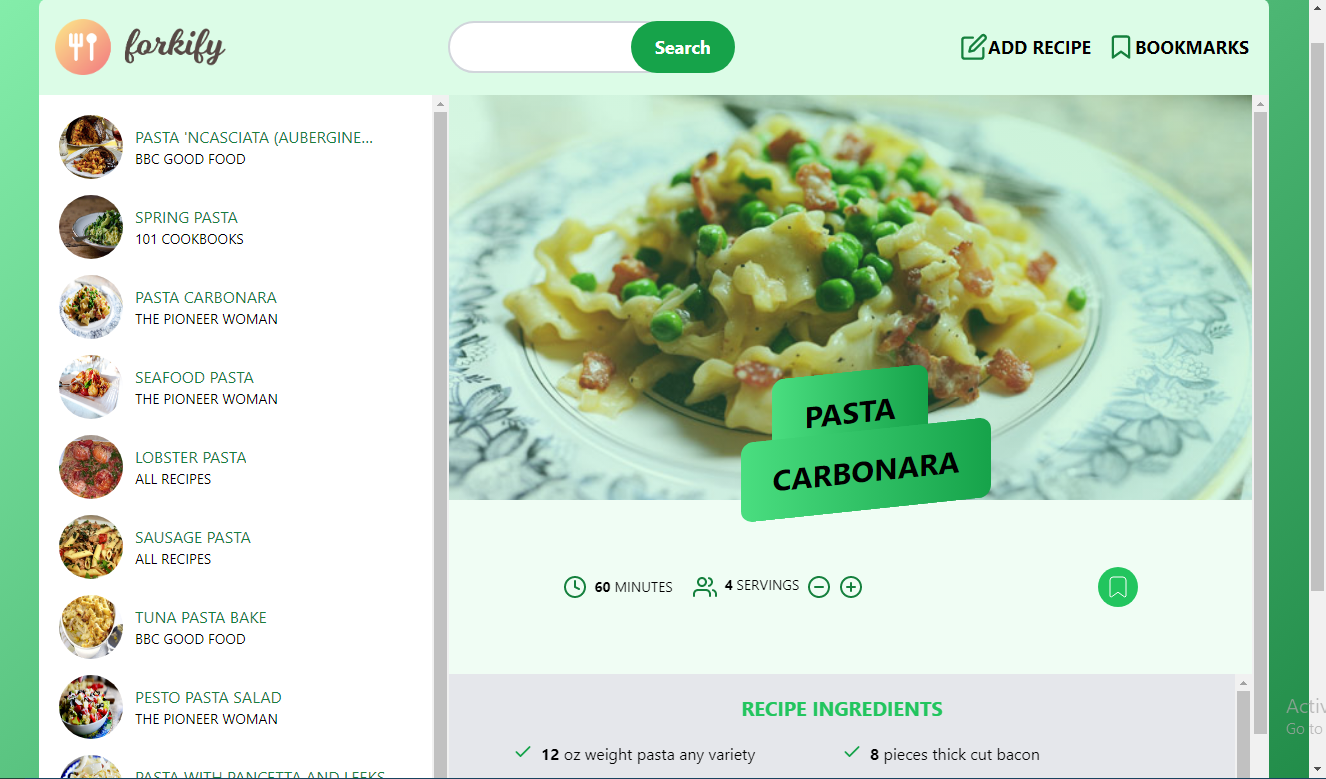 forkify
Search
ADD RECIPE
BOOKMARKS
PASTA 'NCASCIATA (AUBERGINE...
BBC GOOD FOOD
SPRING PASTA
101 COOKBOOKS
PASTA CARBONARA
THE PIONEER WOMAN
SEAFOOD PASTA
THE PIONEER WOMAN
LOBSTER PASTA
ALL RECIPES
SAUSAGE PASTA
ALL RECIPES
TUNA PASTA BAKE
BBC GOOD FOOD
PESTO PASTA SALAD
THE PIONEER WOMAN
PASTA WITH PANCETTA AND LEEKS
PASTA
CARBONARA
60 MINUTES
4 SERVINGS
RECIPE INGREDIENTS
12 oz weight pasta any variety
8 pieces thick cut bacon
Activ
Go to